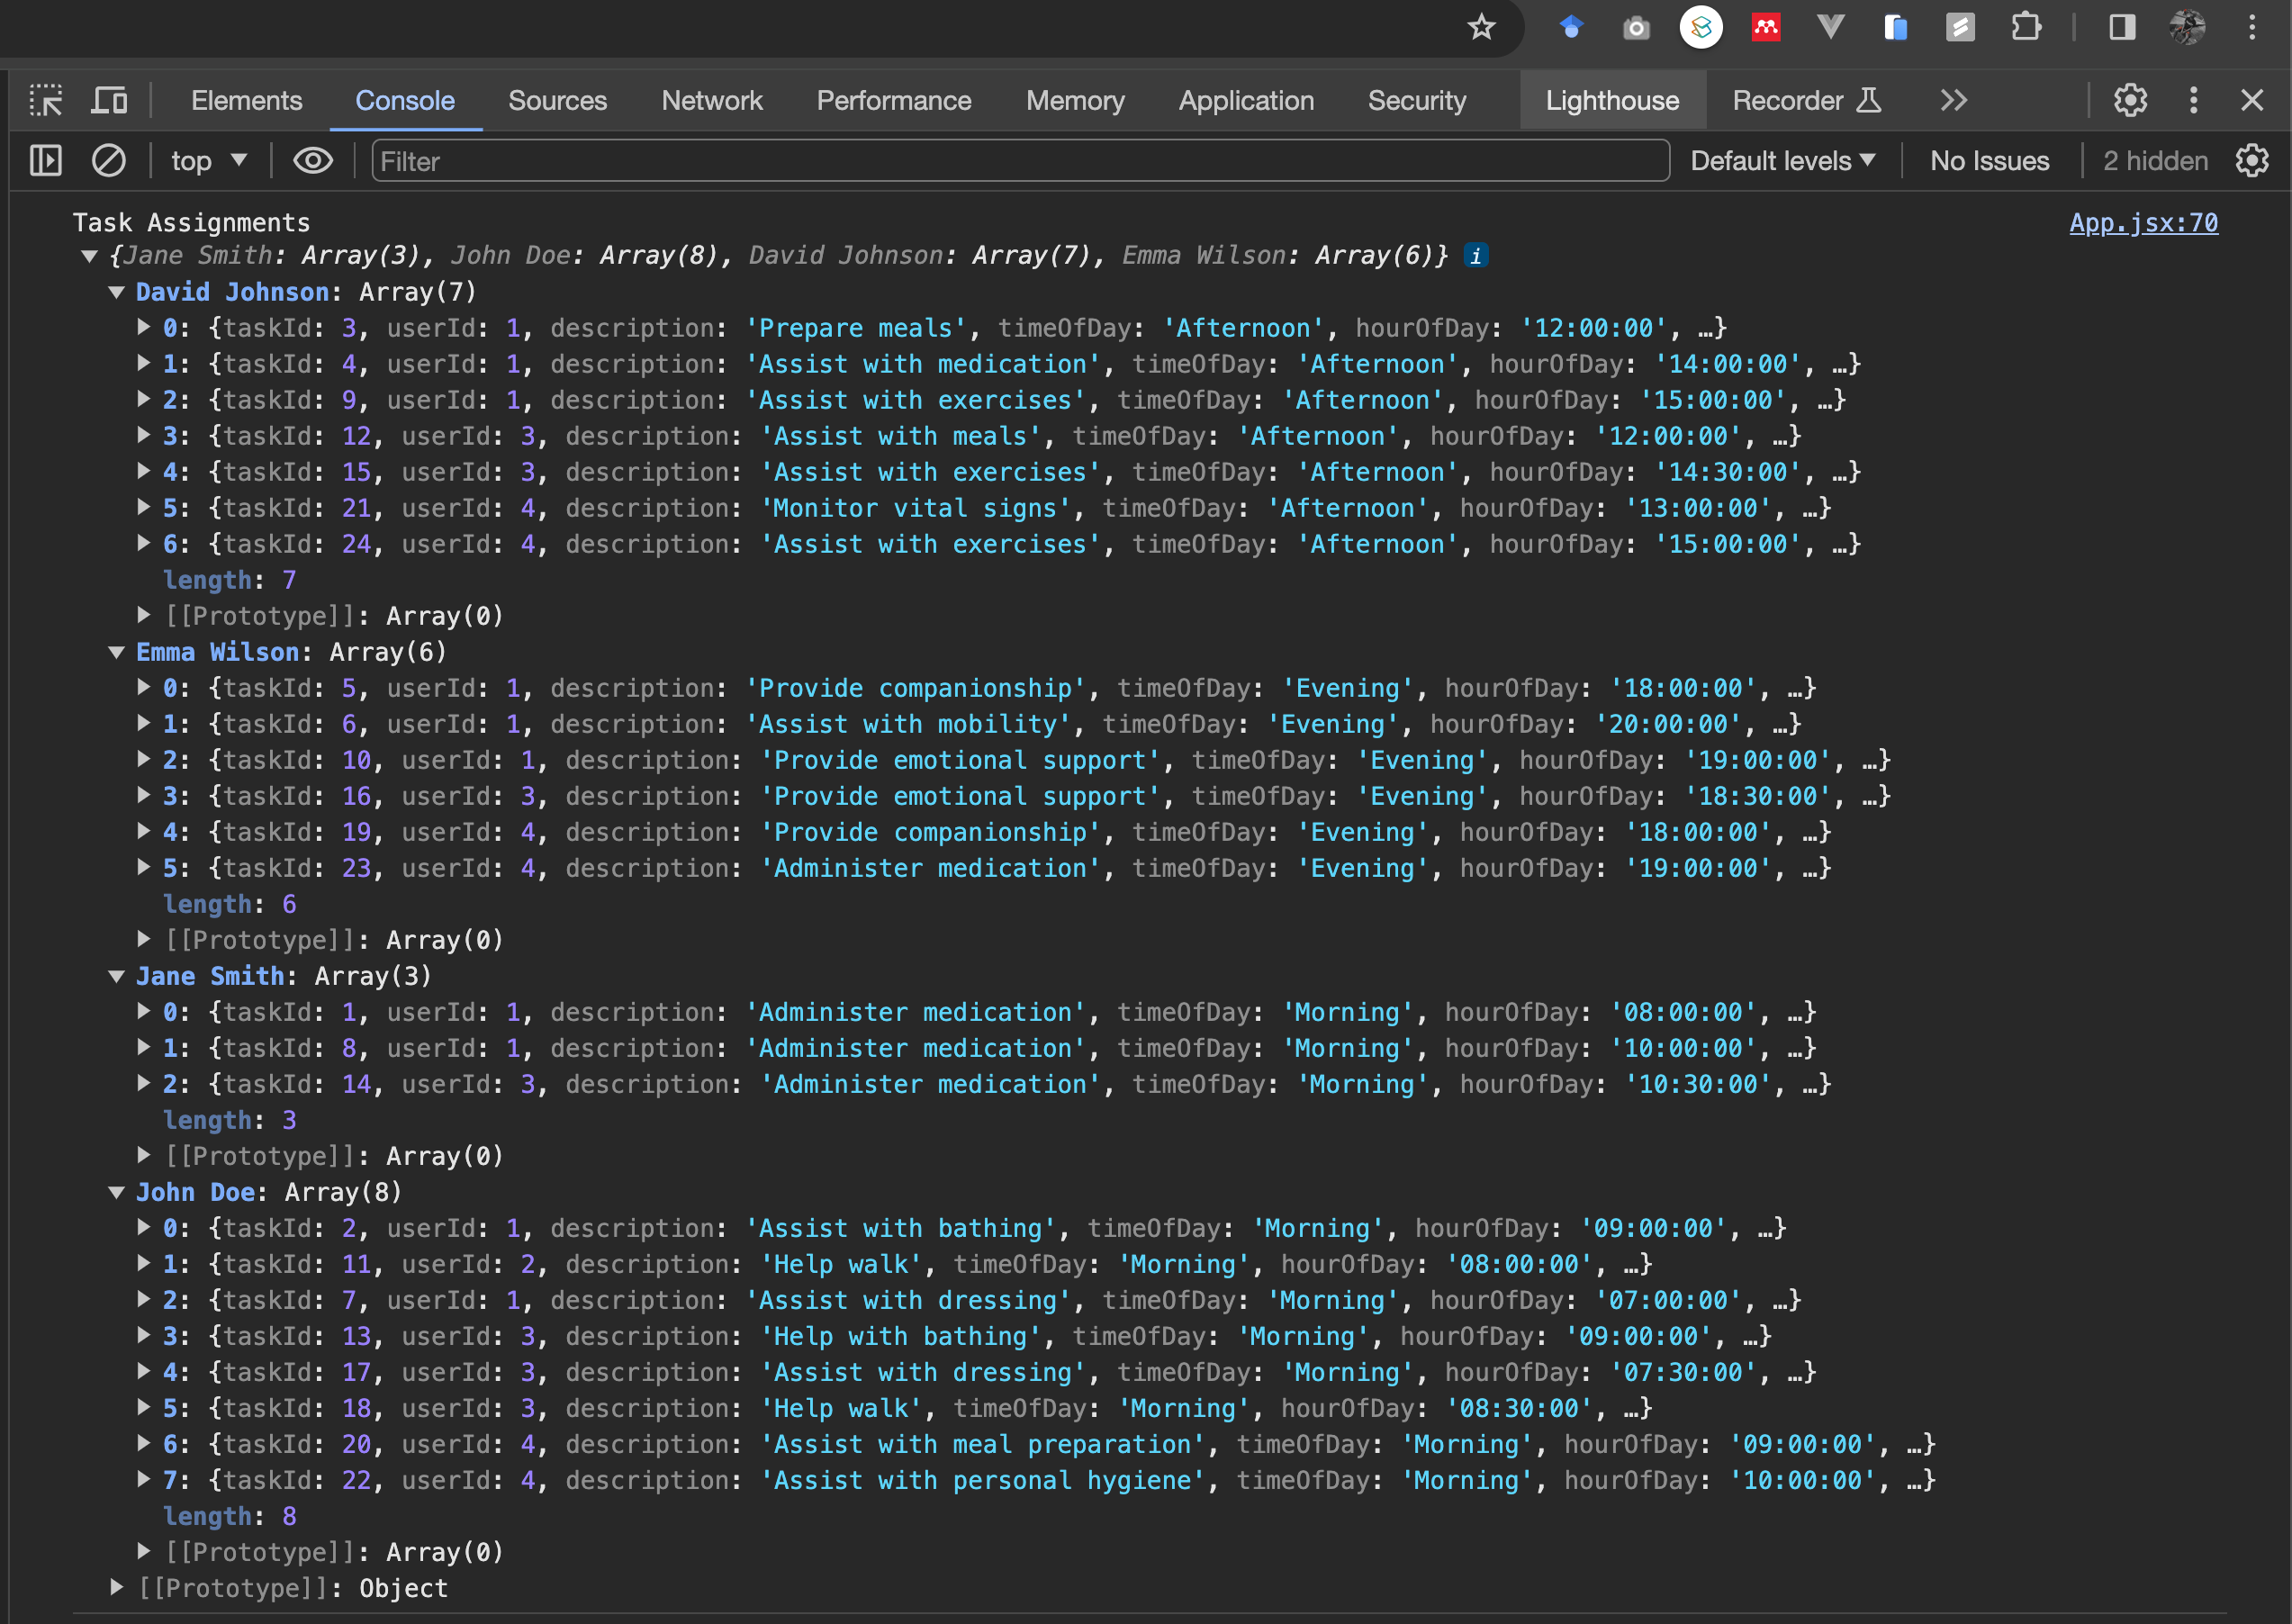 Elements Console Sources Network Performance Memory Application Security Lighthouse Recorder
top Filter Default levels No Issues 2 hidden
Task Assignments App.jsx:70
{Jane Smith: Array(3), John Doe: Array(8), David Johnson: Array(7), Emma Wilson: Array(6)} i
David Johnson: Array(7)
0: {taskId: 3, userId: 1, description: 'Prepare meals', timeOfDay: 'Afternoon', hourOfDay: '12:00:00', …}
1: {taskId: 4, userId: 1, description: 'Assist with medication', timeOfDay: 'Afternoon', hourOfDay: '14:00:00', …}
2: {taskId: 9, userId: 1, description: 'Assist with exercises', timeOfDay: 'Afternoon', hourOfDay: '15:00:00', …}
3: {taskId: 12, userId: 3, description: 'Assist with meals', timeOfDay: 'Afternoon', hourOfDay: '12:00:00', …}
4: {taskId: 15, userId: 3, description: 'Assist with exercises', timeOfDay: 'Afternoon', hourOfDay: '14:30:00', …}
5: {taskId: 21, userId: 4, description: 'Monitor vital signs', timeOfDay: 'Afternoon', hourOfDay: '13:00:00', …}
6: {taskId: 24, userId: 4, description: 'Assist with exercises', timeOfDay: 'Afternoon', hourOfDay: '15:00:00', …}
length: 7
[[Prototype]]: Array(0)
Emma Wilson: Array(6)
0: {taskId: 5, userId: 1, description: 'Provide companionship', timeOfDay: 'Evening', hourOfDay: '18:00:00', …}
1: {taskId: 6, userId: 1, description: 'Assist with mobility', timeOfDay: 'Evening', hourOfDay: '20:00:00', …}
2: {taskId: 10, userId: 1, description: 'Provide emotional support', timeOfDay: 'Evening', hourOfDay: '19:00:00', …}
3: {taskId: 16, userId: 3, description: 'Provide emotional support', timeOfDay: 'Evening', hourOfDay: '18:30:00', …}
4: {taskId: 19, userId: 4, description: 'Provide companionship', timeOfDay: 'Evening', hourOfDay: '18:00:00', …}
5: {taskId: 23, userId: 4, description: 'Administer medication', timeOfDay: 'Evening', hourOfDay: '19:00:00', …}
length: 6
[[Prototype]]: Array(0)
Jane Smith: Array(3)
0: {taskId: 1, userId: 1, description: 'Administer medication', timeOfDay: 'Morning', hourOfDay: '08:00:00', …}
1: {taskId: 8, userId: 1, description: 'Administer medication', timeOfDay: 'Morning', hourOfDay: '10:00:00', …}
2: {taskId: 14, userId: 3, description: 'Administer medication', timeOfDay: 'Morning', hourOfDay: '10:30:00', …}
length: 3
[[Prototype]]: Array(0)
John Doe: Array(8)
0: {taskId: 2, userId: 1, description: 'Assist with bathing', timeOfDay: 'Morning', hourOfDay: '09:00:00', …}
1: {taskId: 11, userId: 2, description: 'Help walk', timeOfDay: 'Morning', hourOfDay: '08:00:00', …}
2: {taskId: 7, userId: 1, description: 'Assist with dressing', timeOfDay: 'Morning', hourOfDay: '07:00:00', …}
3: {taskId: 13, userId: 3, description: 'Help with bathing', timeOfDay: 'Morning', hourOfDay: '09:00:00', …}
4: {taskId: 17, userId: 3, description: 'Assist with dressing', timeOfDay: 'Morning', hourOfDay: '07:30:00', …}
5: {taskId: 18, userId: 3, description: 'Help walk', timeOfDay: 'Morning', hourOfDay: '08:30:00', …}
6: {taskId: 20, userId: 4, description: 'Assist with meal preparation', timeOfDay: 'Morning', hourOfDay: '09:00:00', …}
7: {taskId: 22, userId: 4, description: 'Assist with personal hygiene', timeOfDay: 'Morning', hourOfDay: '10:00:00', …}
length: 8
[[Prototype]]: Array(0)
[[Prototype]]: Object